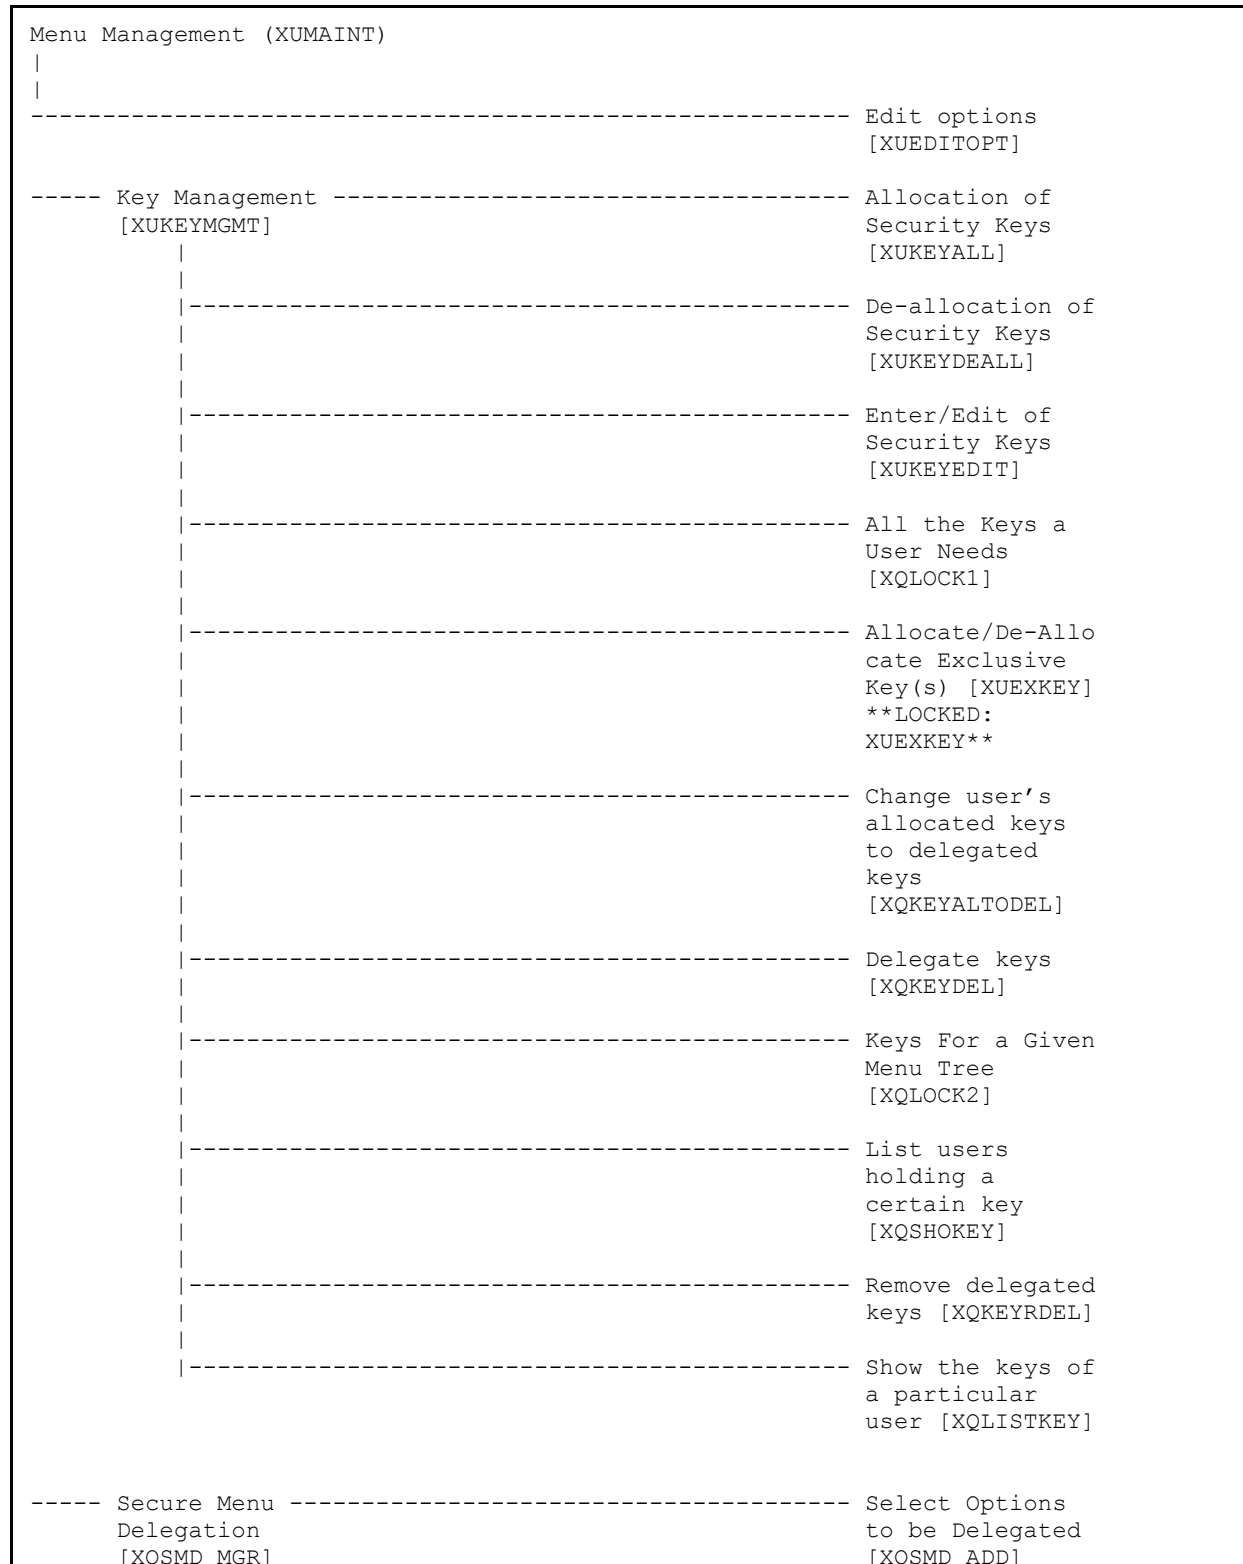 Menu Management (XUMAINT)
|
|
--------------------------------------------------------- Edit options
[XUEDITOPT]
----- Key Management ------------------------------------ Allocation of
[XUKEYMGMT] Security Keys
| [XUKEYALL]
|
|---------------------------------------------- De-allocation of
| Security Keys
| [XUKEYDEALL]
|
|---------------------------------------------- Enter/Edit of
| Security Keys
| [XUKEYEDIT]
|
|---------------------------------------------- All the Keys a
| User Needs
| [XQLOCK1]
|
|---------------------------------------------- Allocate/De-Allo
| cate Exclusive
| Key(s) [XUEXKEY]
| **LOCKED:
| XUEXKEY**
|
|---------------------------------------------- Change user’s
| allocated keys
| to delegated
| keys
| [XQKEYALTODEL]
|
|---------------------------------------------- Delegate keys
| [XQKEYDEL]
|
|---------------------------------------------- Keys For a Given
| Menu Tree
| [XQLOCK2]
|
|---------------------------------------------- List users
| holding a
| certain key
| [XQSHOKEY]
|
|---------------------------------------------- Remove delegated
| keys [XQKEYRDEL]
|
|---------------------------------------------- Show the keys of
a particular
user [XQLISTKEY]
----- Secure Menu --------------------------------------- Select Options
Delegation to be Delegated
[XQSMD MGR] [XQSMD ADD]